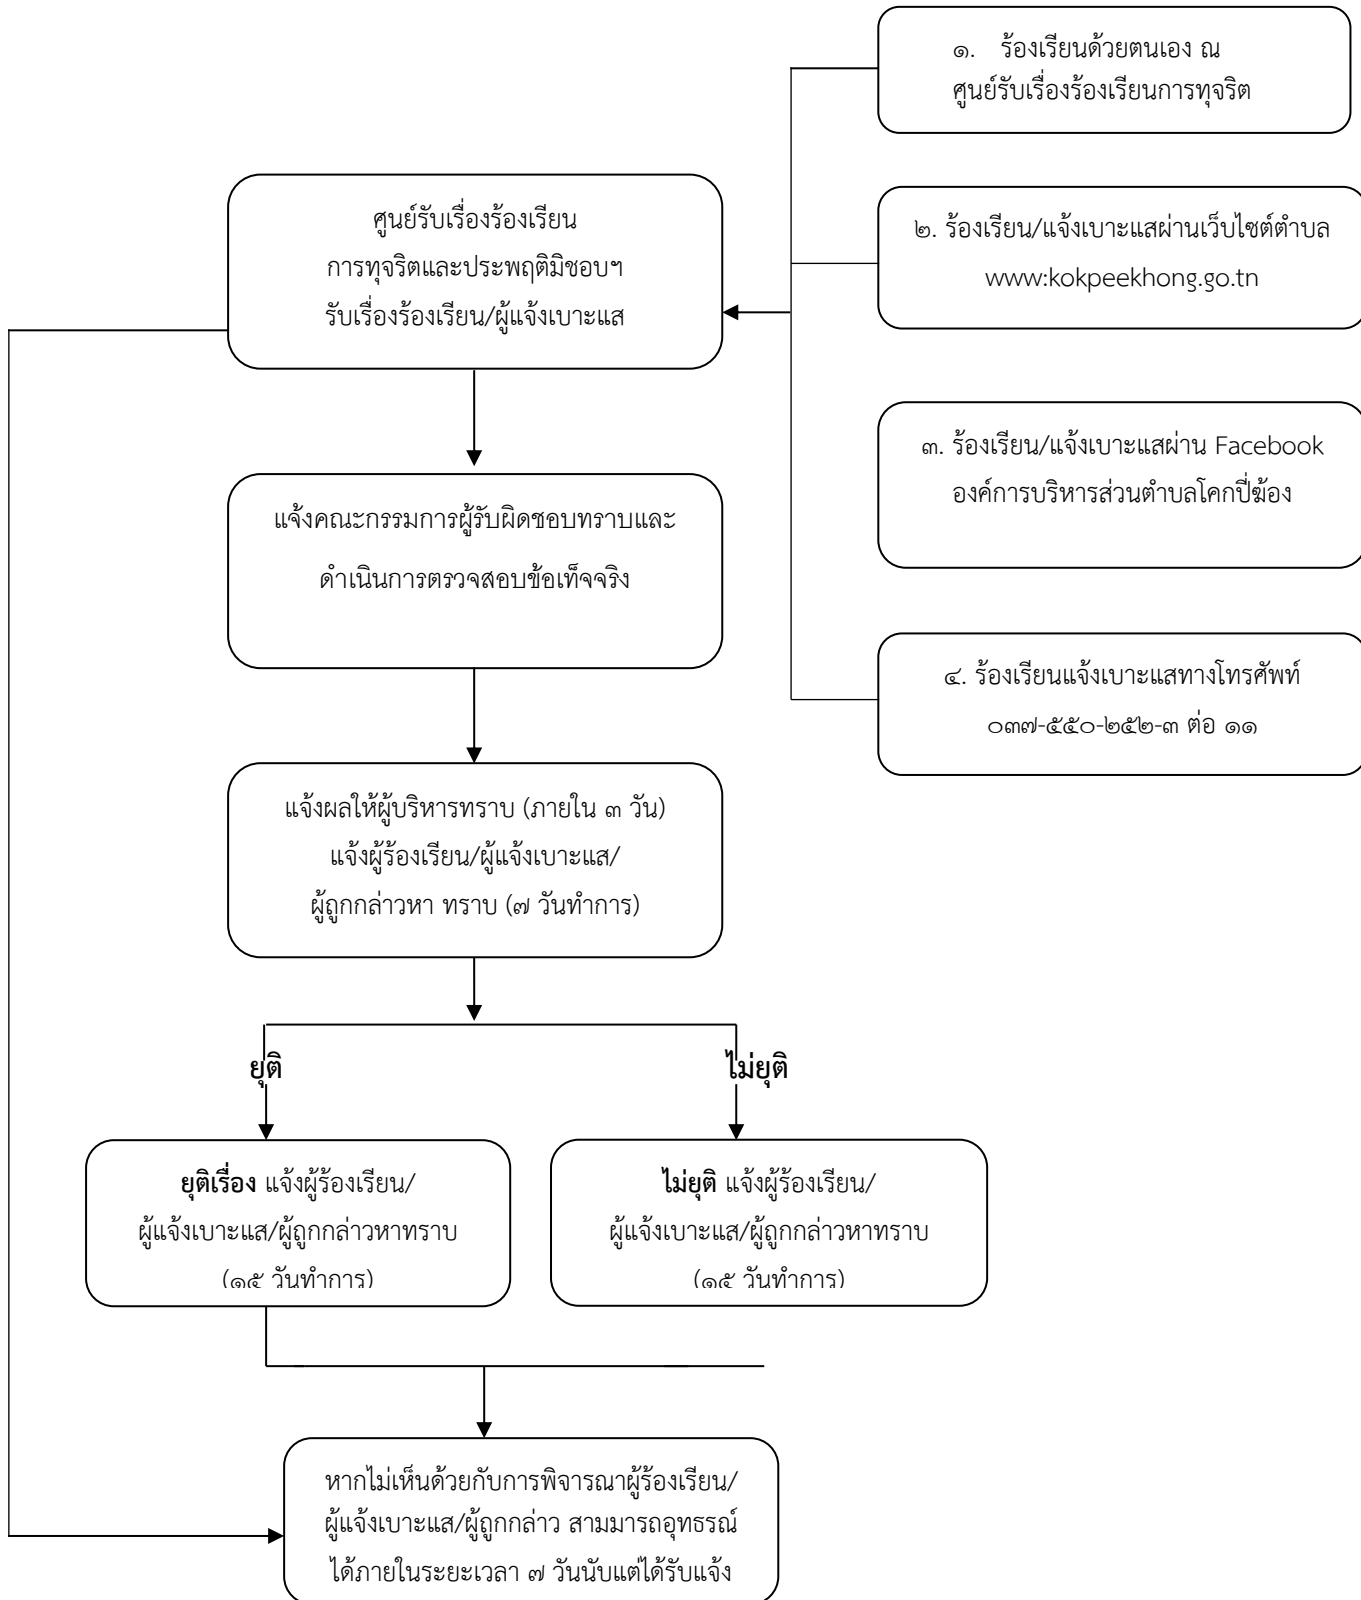 ๑. ร้องเรียนด้วยตนเอง ณ
ศูนย์รับเรื่องร้องเรียนการทุจริต
ศูนย์รับเรื่องร้องเรียน
การทุจริตและประพฤติมิชอบฯ
รับเรื่องร้องเรียน/ผู้แจ้งเบาะแส
๒. ร้องเรียน/แจ้งเบาะแสผ่านเว็บไซต์ตำบล
www:kokpeekhong.go.tn
๓. ร้องเรียน/แจ้งเบาะแสผ่าน Facebook
องค์การบริหารส่วนตำบลโคกปี่ฆ้อง
แจ้งคณะกรรมการผู้รับผิดชอบทราบและ
ดำเนินการตรวจสอบข้อเท็จจริง
๔. ร้องเรียนแจ้งเบาะแสทางโทรศัพท์
๐๓๗-๕๕๐-๒๕๒-๓ ต่อ ๑๑
แจ้งผลให้ผู้บริหารทราบ (ภายใน ๓ วัน)
แจ้งผู้ร้องเรียน/ผู้แจ้งเบาะแส/
ผู้ถูกกล่าวหา ทราบ (๗ วันทำการ)
ยุติ
ไม่ยุติ
ยุติเรื่อง แจ้งผู้ร้องเรียน/
ผู้แจ้งเบาะแส/ผู้ถูกกล่าวหาทราบ
(๑๕ วันทำการ)
ไม่ยุติ แจ้งผู้ร้องเรียน/
ผู้แจ้งเบาะแส/ผู้ถูกกล่าวหาทราบ
(๑๕ วันทำการ)
หากไม่เห็นด้วยกับการพิจารณาผู้ร้องเรียน/
ผู้แจ้งเบาะแส/ผู้ถูกกล่าว สามมารถอุทธรณ์
ได้ภายในระยะเวลา ๗ วันนับแต่ได้รับแจ้ง